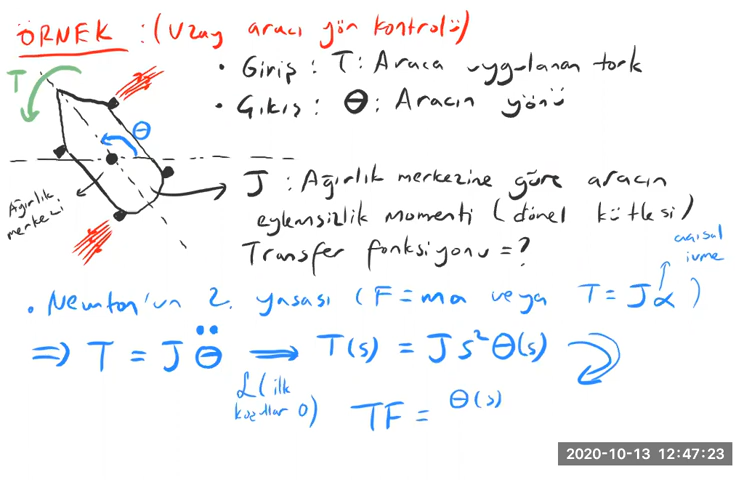 ÖRNEK : (Uzay aracı yön kontrolü)
• Giriş : T : Araca uygulanan tork
• Çıkış : θ : Aracın yönü
T
θ
Ağırlık merkezi
J : Ağırlık merkezine göre aracın
eylemsizlik momenti (dönel kütlesi)
Transfer fonksiyonu = ?
açısal
ivme
• Newton'un 2. yasası (F = ma veya T = Jα)
⇒ T = J θ̈ → T(s) = J s² θ(s)
ℒ (ilk
koşullar 0)
TF = θ(s)
2020-10-13 12:47:23